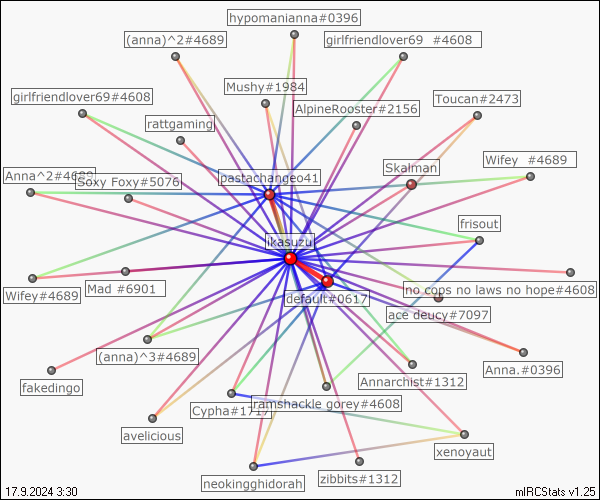 hypomanianna#0396
(anna)^2#4689
girlfriendlover69 #4608
Mushy#1984
girlfriendlover69#4608
AlpineRooster#2156
Toucan#2473
rattgaming
Skalman
Wifey #4689
pastachangeo41
Anna^2#4689
Soxy Foxy#5076
frisout
ikasuzu
Wifey#4689
Mad #6901
default#0617
no cops no laws no hope#4608
ace deucy#7097
(anna)^3#4689
Anna.#0396
fakedingo
Annarchist#1312
Cypha#1717
ramshackle gorey#4608
avelicious
xenoyaut
neokingghidorah
zibbits#1312
17.9.2024 3:30
mIRCStats v1.25